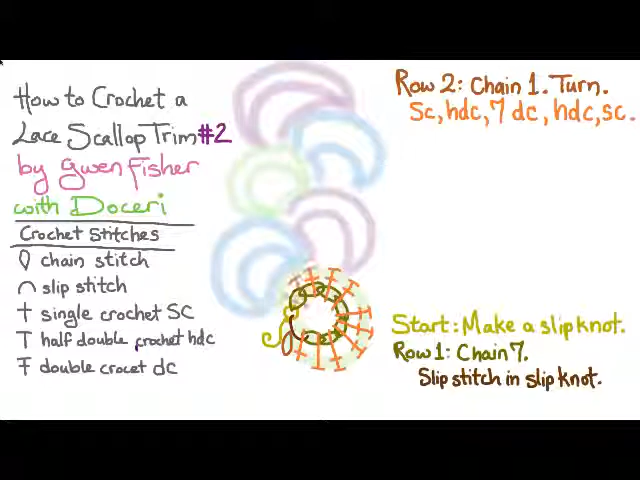 How to Crochet a
Lace Scallop Trim #2
by Gwen Fisher
with Doceri
Crochet Stitches
chain stitch
slip stitch
single crochet SC
half double crochet hdc
double crocet dc
Row 2: Chain 1. Turn.
Sc, hdc, 7 dc, hdc, sc.
Start: Make a slip knot.
Row 1: Chain 7.
Slip stitch in slip knot.